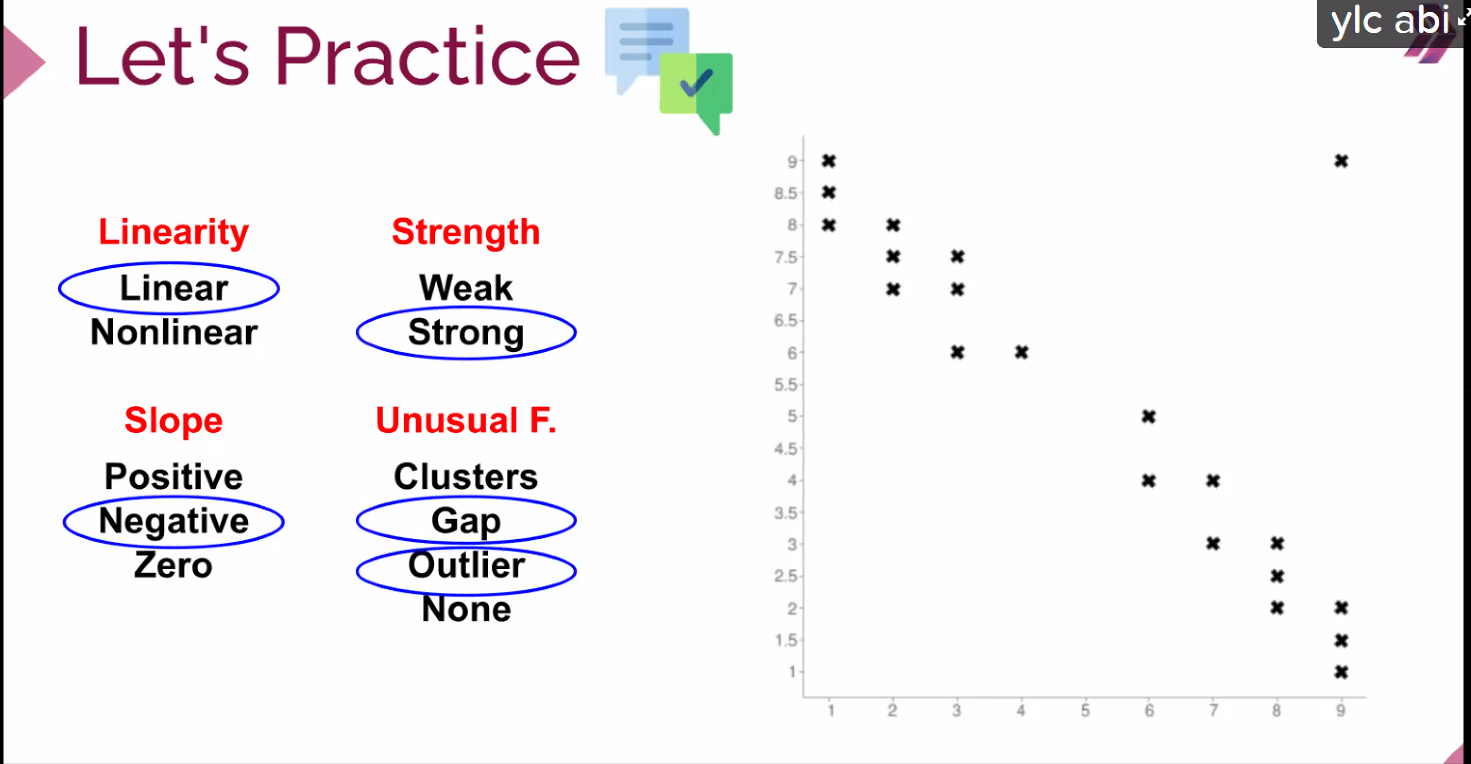 Let's Practice
ylc abi
Linearity
Linear
Nonlinear
Strength
Weak
Strong
Slope
Positive
Negative
Zero
Unusual F.
Clusters
Gap
Outlier
None
9
8.5
8
7.5
7
6.5
6
5.5
5
4.5
4
3.5
3
2.5
2
1.5
1
1 2 3 4 5 6 7 8 9